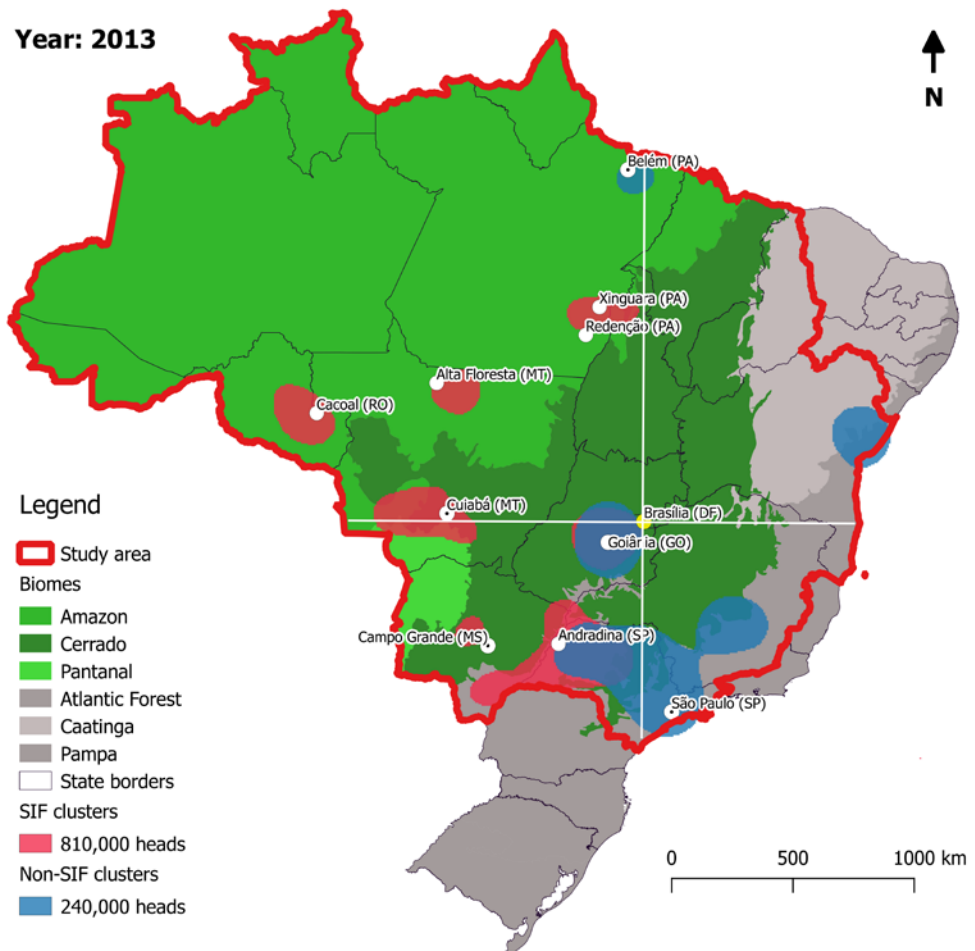 Year: 2013
N
Belém (PA)
Xinguara (PA)
Redenção (PA)
Alta Floresta (MT)
Cacoal (RO)
Cuiabá (MT)
Brasília (DF)
Goiânia (GO)
Campo Grande (MS)
Andradina (SP)
São Paulo (SP)
Legend
Study area
Biomes
Amazon
Cerrado
Pantanal
Atlantic Forest
Caatinga
Pampa
State borders
SIF clusters
810,000 heads
Non-SIF clusters
240,000 heads
0 500 1000 km